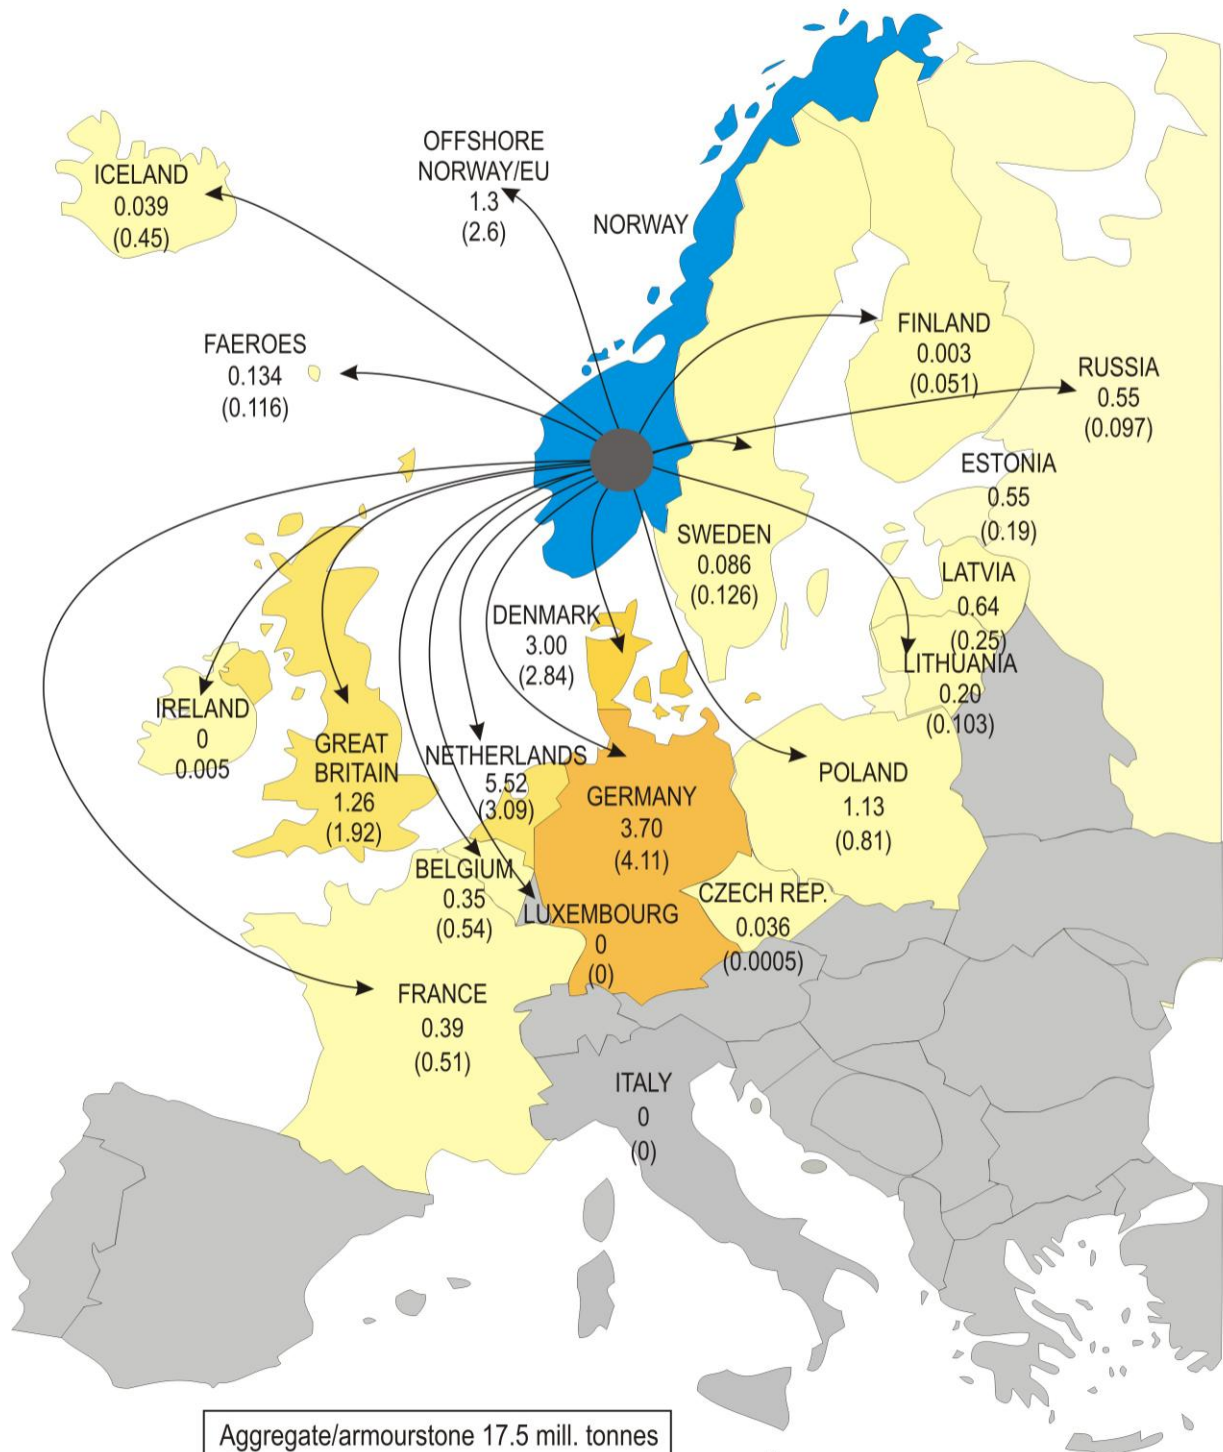 OFFSHORE
NORWAY/EU
1.3
(2.6)
ICELAND
0.039
(0.45)
NORWAY
FAEROES
0.134
(0.116)
FINLAND
0.003
(0.051)
RUSSIA
0.55
(0.097)
ESTONIA
0.55
(0.19)
SWEDEN
0.086
(0.126)
LATVIA
0.64
(0.25)
LITHUANIA
0.20
(0.103)
DENMARK
3.00
(2.84)
IRELAND
0
0.005
GREAT
BRITAIN
1.26
(1.92)
NETHERLANDS
5.52
(3.09)
GERMANY
3.70
(4.11)
POLAND
1.13
(0.81)
BELGIUM
0.35
(0.54)
LUXEMBOURG
0
(0)
CZECH REP.
0.036
(0.0005)
FRANCE
0.39
(0.51)
ITALY
0
(0)
Aggregate/armourstone 17.5 mill. tonnes